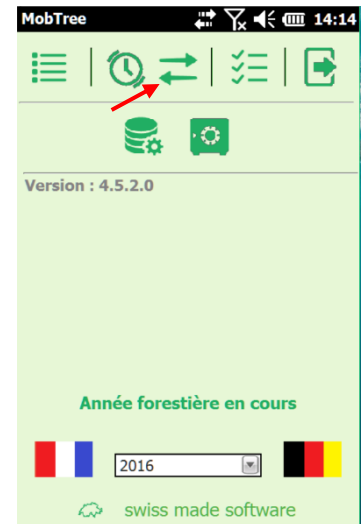 MobTree 14:14
Version : 4.5.2.0
Année forestière en cours
2016
swiss made software